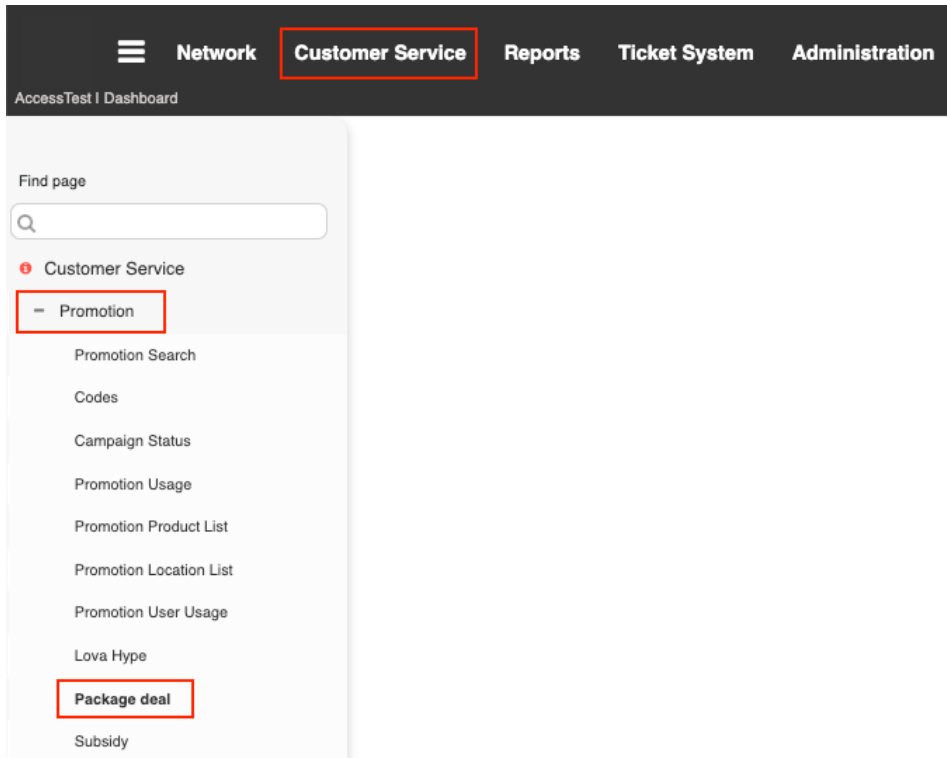 Network Customer Service Reports Ticket System Administration
AccessTest I Dashboard
Find page
Customer Service
Promotion
Promotion Search
Codes
Campaign Status
Promotion Usage
Promotion Product List
Promotion Location List
Promotion User Usage
Lova Hype
Package deal
Subsidy